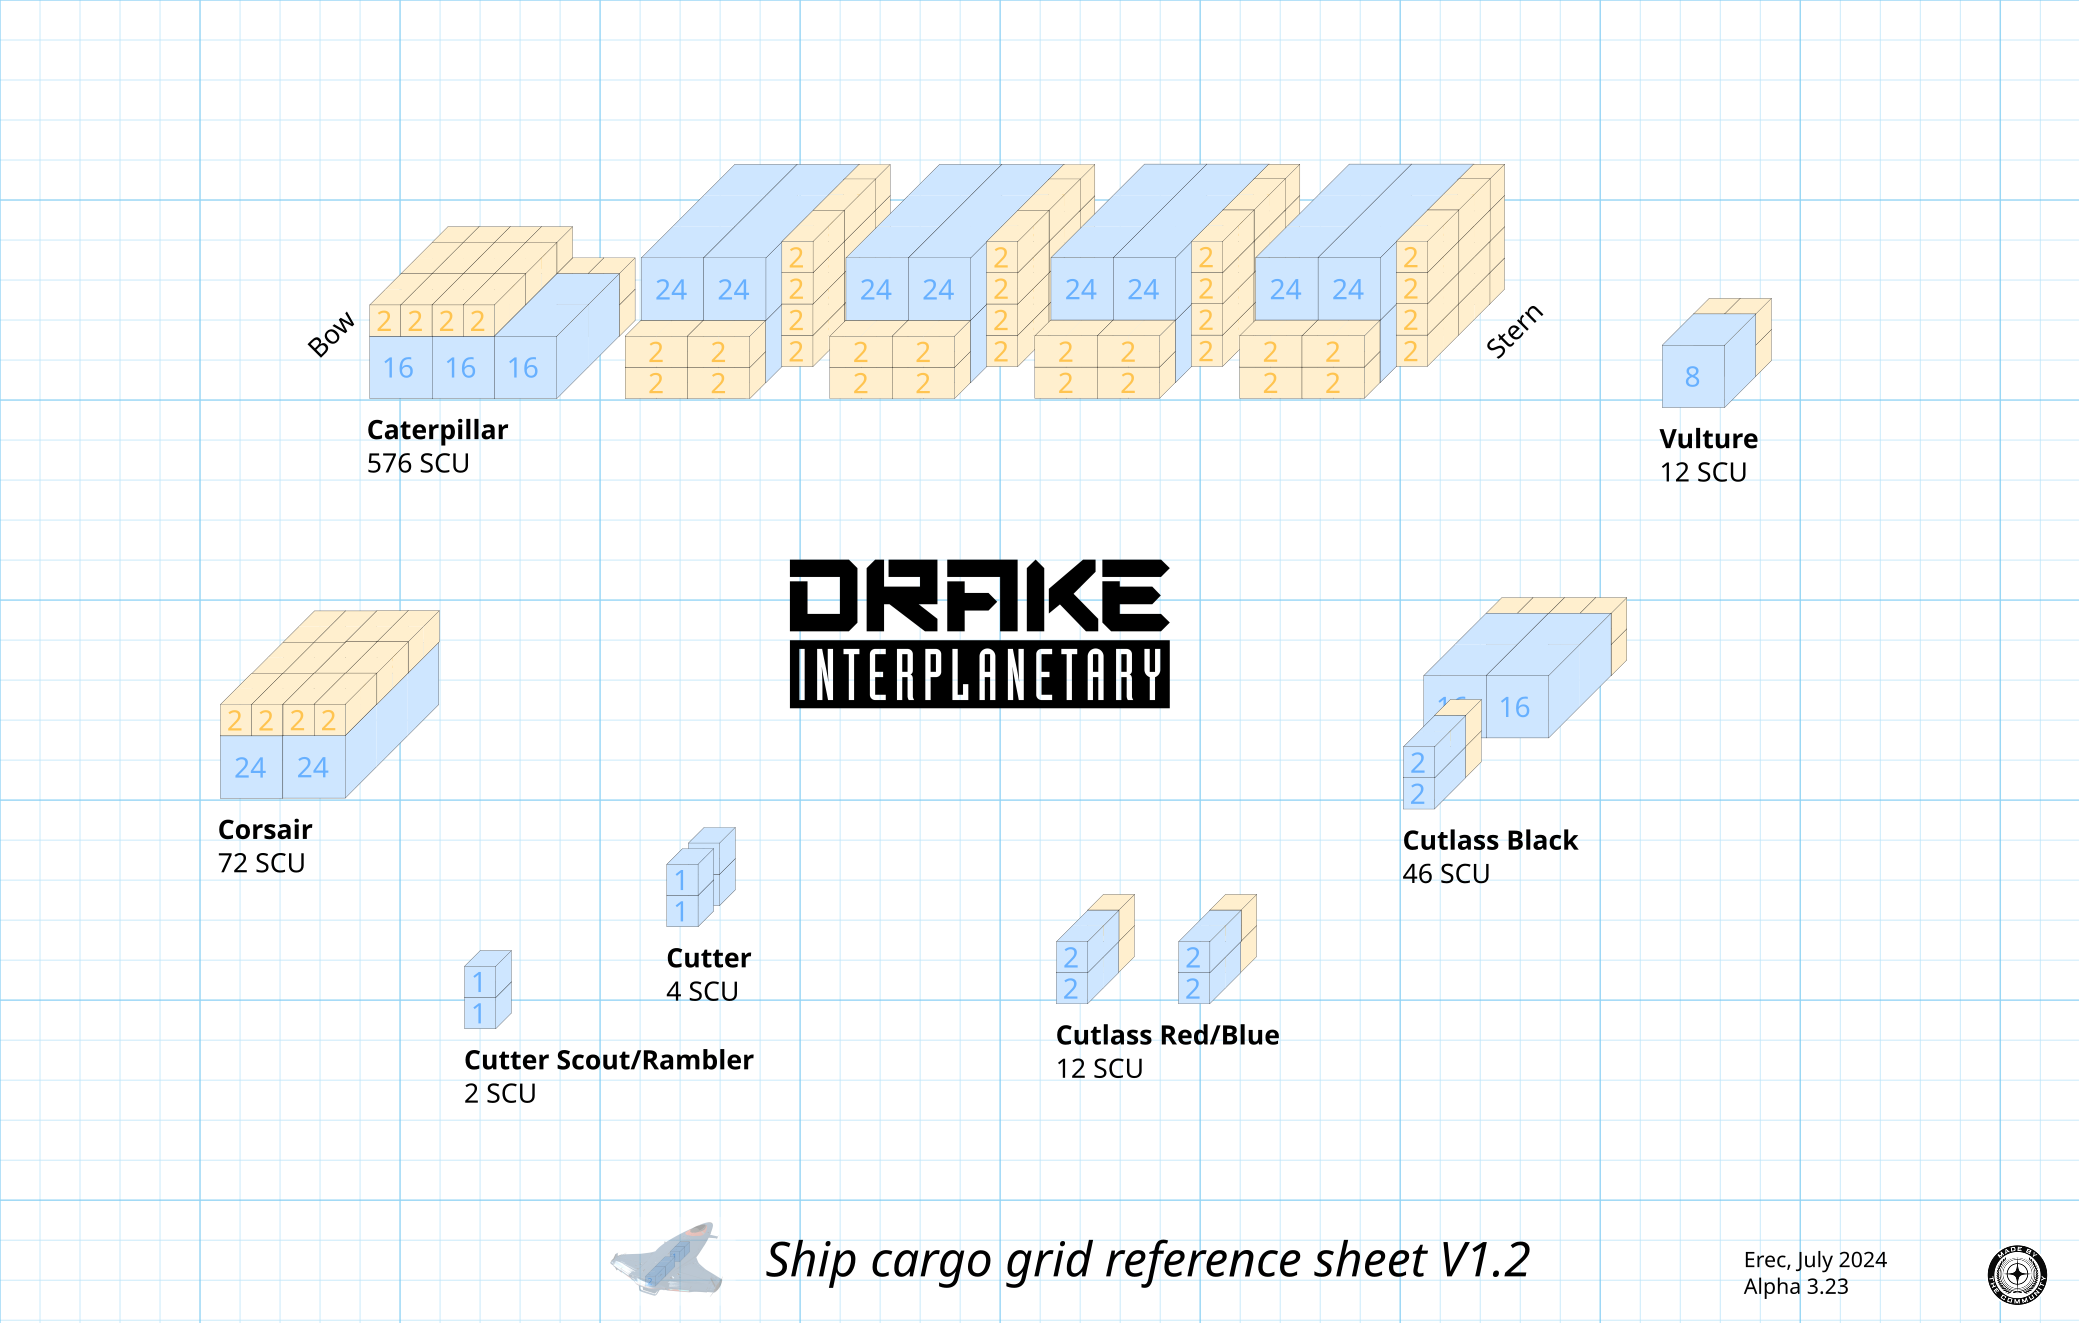 Bow
2 2 2 2
16 16 16
24 24
2 2
2 2
2
2
2
2
24 24
2 2
2 2
2
2
2
2
24 24
2 2
2 2
2
2
2
2
24 24
2 2
2 2
2
2
2
2
Stern
Caterpillar
576 SCU
8
Vulture
12 SCU
DRAKE
INTERPLANETARY
2 2 2 2
24 24
Corsair
72 SCU
16 16
2
2
Cutlass Black
46 SCU
1
1
Cutter
4 SCU
1
1
Cutter Scout/Rambler
2 SCU
2 2
2 2
Cutlass Red/Blue
12 SCU
Ship cargo grid reference sheet V1.2
Erec, July 2024
Alpha 3.23
MADE BY
THE COMMUNITY